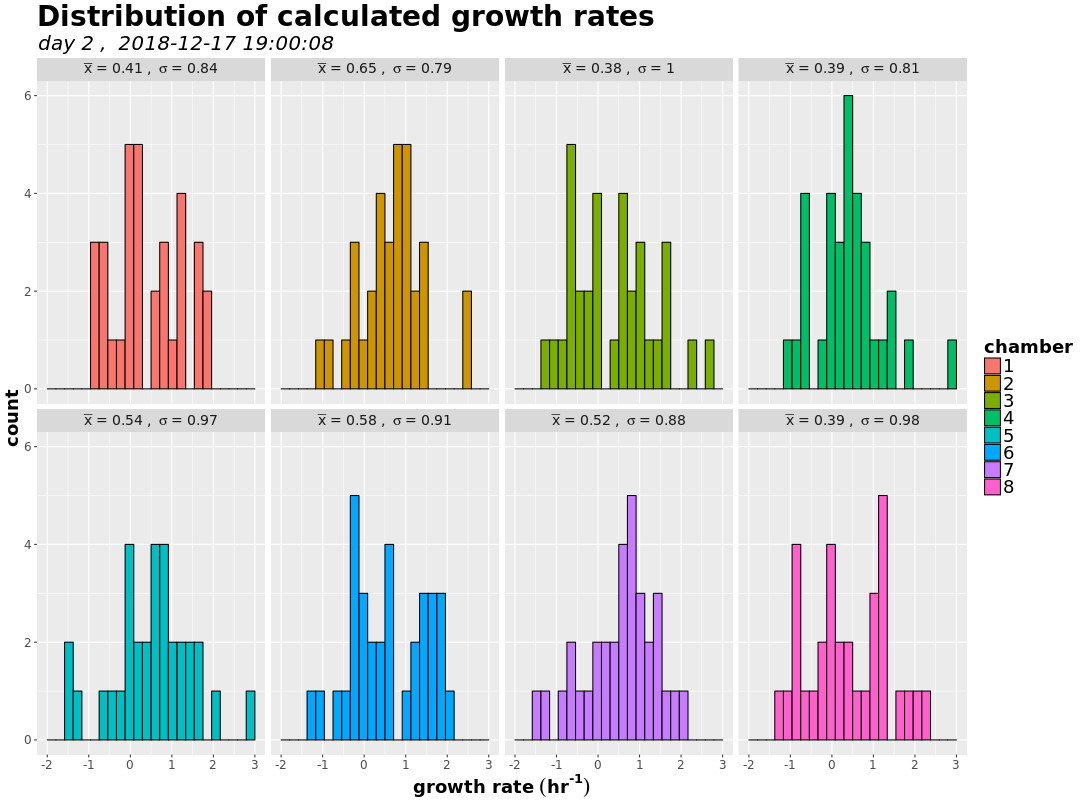 Distribution of calculated growth rates
day 2 ,  2018-12-17 19:00:08
x̅ = 0.41 ,  σ = 0.84
x̅ = 0.65 ,  σ = 0.79
x̅ = 0.38 ,  σ = 1
x̅ = 0.39 ,  σ = 0.81
6
4
2
0
count
x̅ = 0.54 ,  σ = 0.97
x̅ = 0.58 ,  σ = 0.91
x̅ = 0.52 ,  σ = 0.88
x̅ = 0.39 ,  σ = 0.98
6
4
2
0
-2 -1 0 1 2 3
-2 -1 0 1 2 3
-2 -1 0 1 2 3
-2 -1 0 1 2 3
growth rate (hr⁻¹)
chamber
1
2
3
4
5
6
7
8